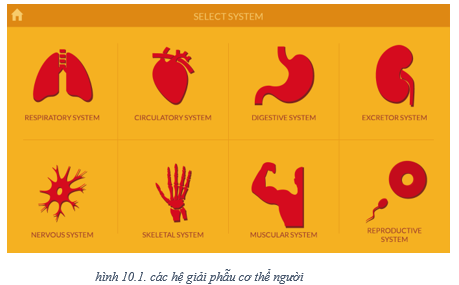 SELECT SYSTEM
RESPIRATORY SYSTEM
CIRCULATORY SYSTEM
DIGESTIVE SYSTEM
EXCRETOR SYSTEM
NERVOUS SYSTEM
SKELETAL SYSTEM
MUSCULAR SYSTEM
REPRODUCTIVE
SYSTEM
hình 10.1. các hệ giải phẫu cơ thể người